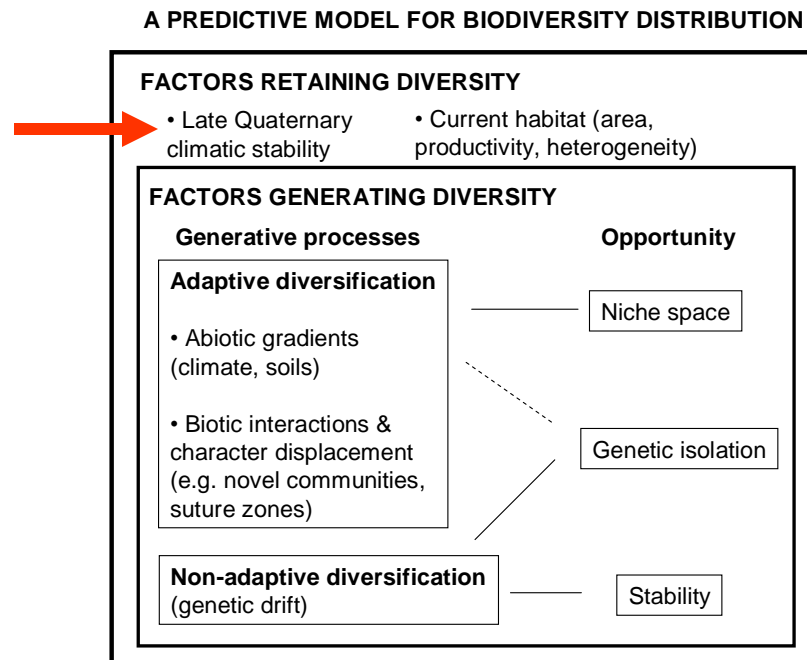 A PREDICTIVE MODEL FOR BIODIVERSITY DISTRIBUTION
FACTORS RETAINING DIVERSITY
• Late Quaternary
climatic stability
• Current habitat (area,
productivity, heterogeneity)
FACTORS GENERATING DIVERSITY
Generative processes
Opportunity
Adaptive diversification
• Abiotic gradients
(climate, soils)
• Biotic interactions &
character displacement
(e.g. novel communities,
suture zones)
Niche space
Genetic isolation
Non-adaptive diversification
(genetic drift)
Stability